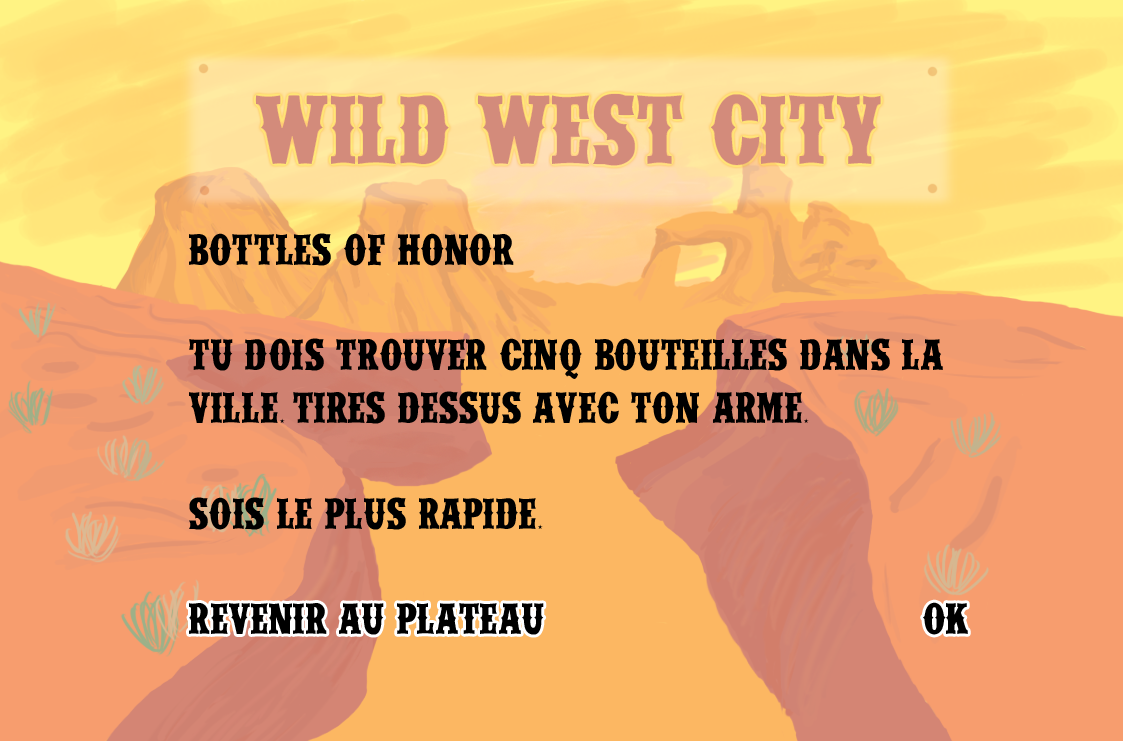 WILD WEST CITY
BOTTLES OF HONOR
TU DOIS TROUVER CINQ BOUTEILLES DANS LA
VILLE. TIRES DESSUS AVEC TON ARME.
SOIS LE PLUS RAPIDE.
REVENIR AU PLATEAU
OK